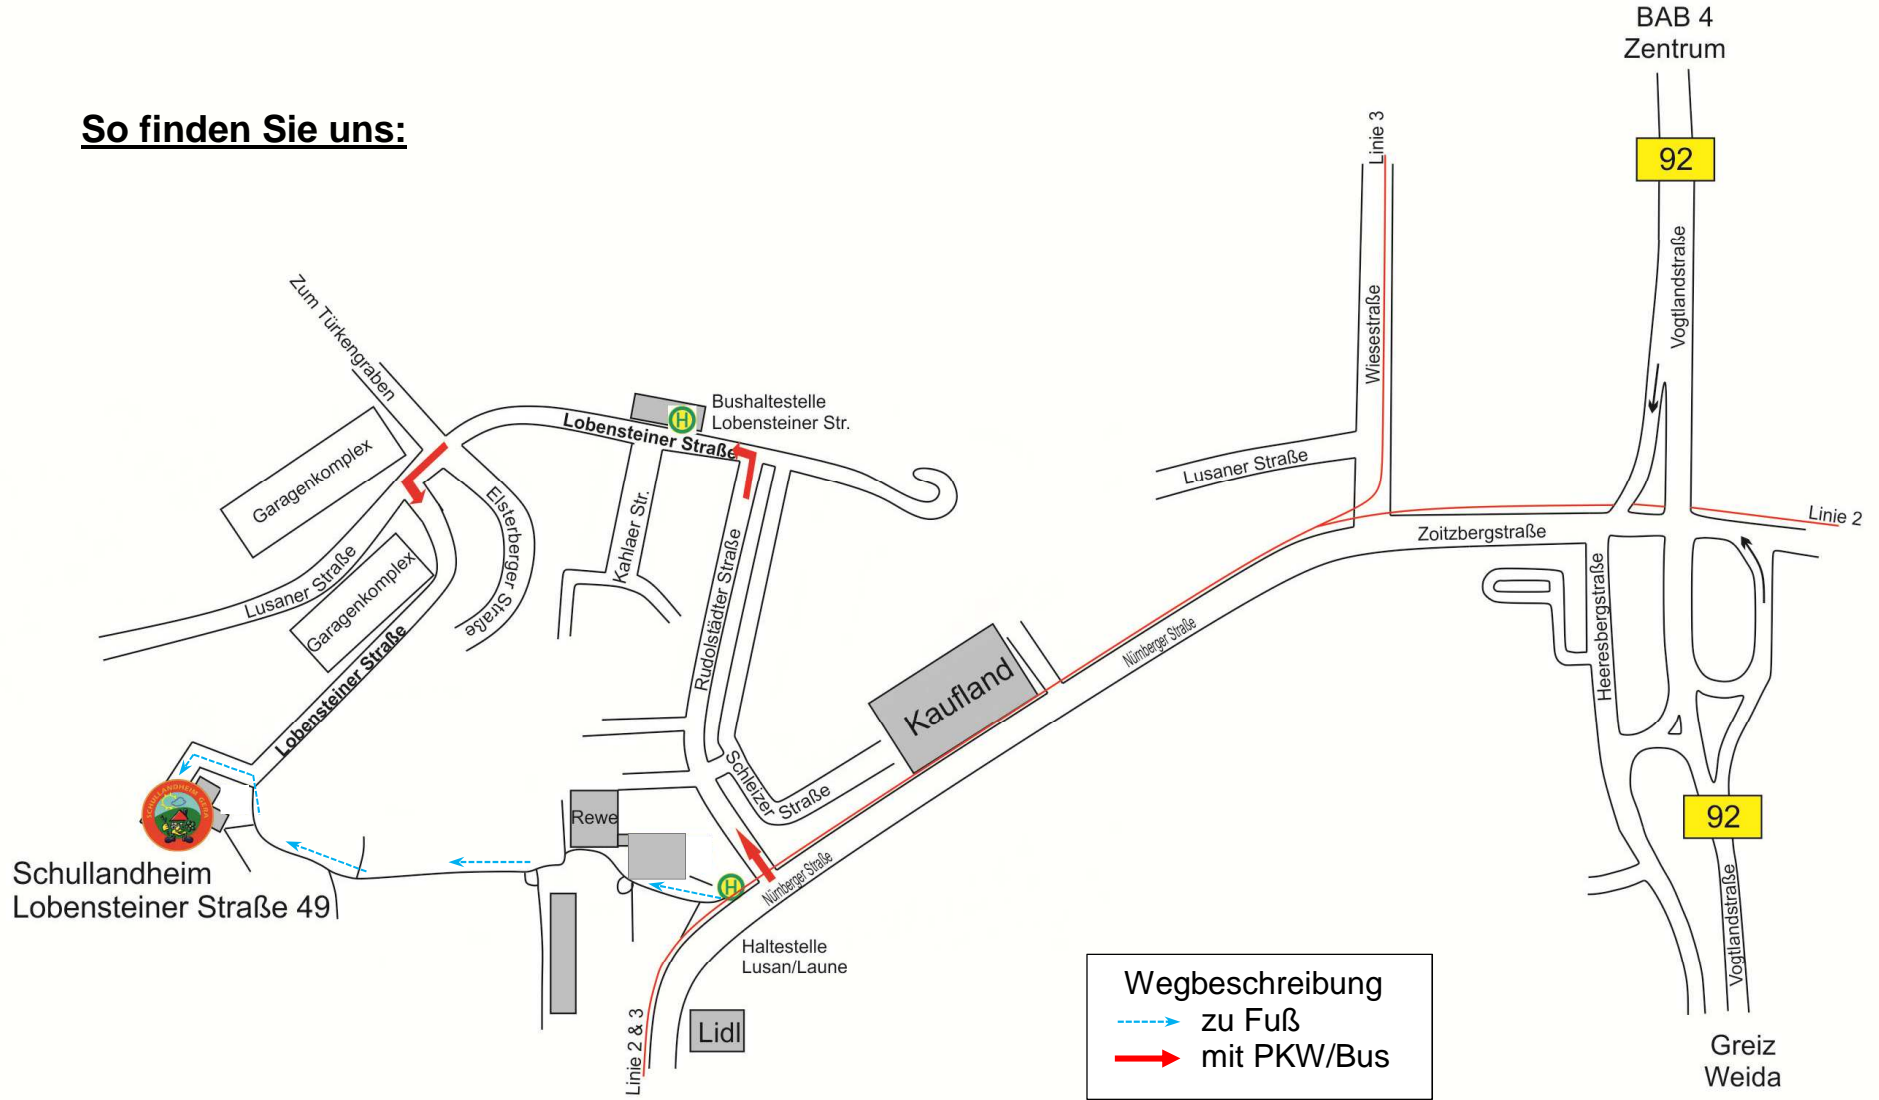 So finden Sie uns:
BAB 4
Zentrum
92
Vogtlandstraße
Linie 3
Wiesestraße
Lusaner Straße
Linie 2
Zoitzbergstraße
Heeresbergstraße
Zum Türkengraben
Garagenkomplex
Bushaltestelle
Lobensteiner Str.
H
Lobensteiner Straße
Elsterberger Straße
Kahlaer Str.
Rudolstädter Straße
Lusaner Straße
Garagenkomplex
Lobensteiner Straße
Nürnberger Straße
Kaufland
Schleizer
Straße
Rewe
SCHULLANDHEIM GERA
Schullandheim
Lobensteiner Straße 49
H
Nürnberger Straße
Haltestelle
Lusan/Laune
Linie 2 & 3
Lidl
92
Vogtlandstraße
Greiz
Weida
Wegbeschreibung
zu Fuß
mit PKW/Bus